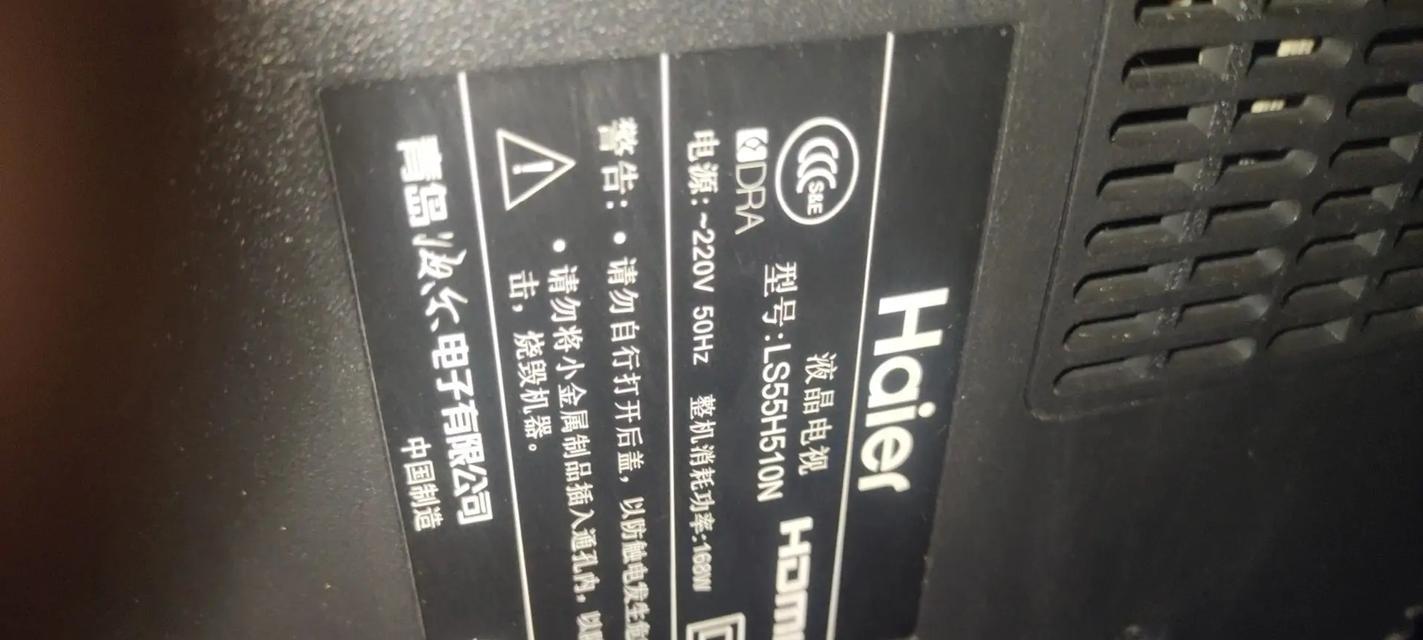 Haier
液晶电视
S&E
DRA
型号:LS55H510N
电源: ~220V 50Hz 整机消耗功率:168W
警告: • 请勿自行打开后盖, 以防触电发生
• 请勿将小金属制品插入通孔内, 以
击, 烧毁机器。
青岛海尔电子有限公司
中国制造